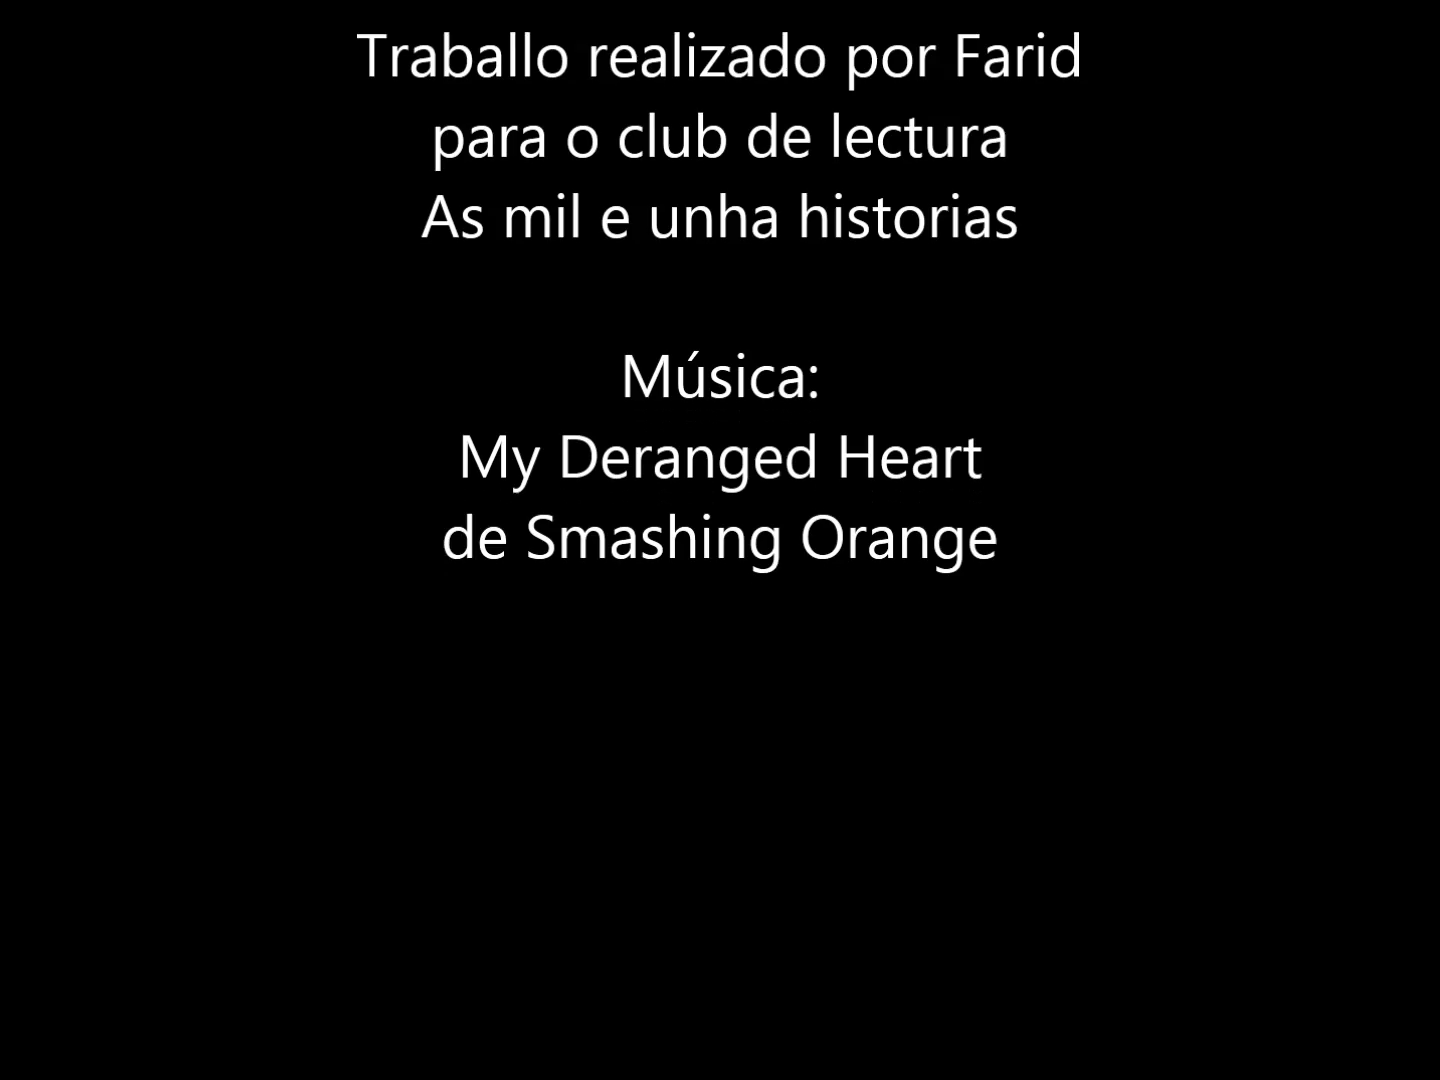 Traballo realizado por Farid
para o club de lectura
As mil e unha historias
Música:
My Deranged Heart
de Smashing Orange